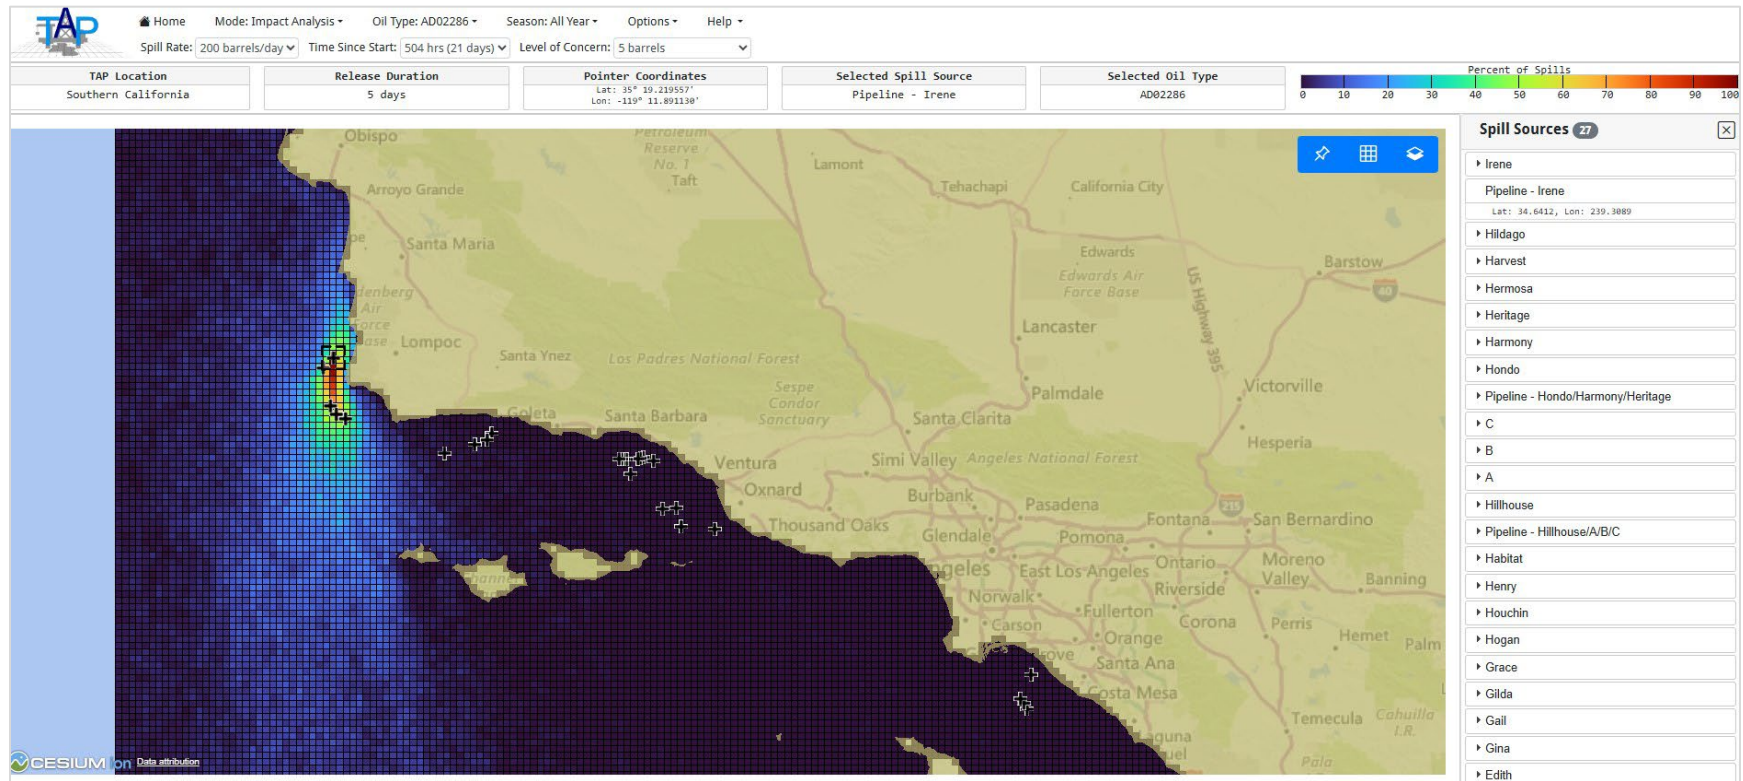 TAP
Home
Mode: Impact Analysis
Oil Type: AD02286
Season: All Year
Options
Help
Spill Rate: 200 barrels/day
Time Since Start: 504 hrs (21 days)
Level of Concern: 5 barrels
TAP Location
Southern California
Release Duration
5 days
Pointer Coordinates
Lat: 35° 19.219557'
Lon: -119° 11.891130'
Selected Spill Source
Pipeline - Irene
Selected Oil Type
AD02286
Percent of Spills
0 10 20 30 40 50 60 70 80 90 100
Obispo
Petroleum
Reserve
No. 1
Taft
Lamont
Arroyo Grande
Tehachapi
California City
Santa Maria
Edwards
Edwards Air
Force Base
Barstow
US Highway 395
40
Air
Force
Lompoc
Lancaster
Santa Ynez
Los Padres National Forest
Sespe
Condor
Sanctuary
Palmdale
Victorville
Goleta
Santa Barbara
Santa Clarita
Hesperia
Ventura
Simi Valley
Angeles National Forest
Oxnard
Burbank
Pasadena
215
Thousand Oaks
Glendale
Pomona
Fontana
San Bernardino
East Los Angeles
Ontario
Moreno
Valley
Banning
Norwalk
Riverside
Fullerton
Carson
Corona
Perris
Orange
Hemet
Palm
Santa Ana
Costa Mesa
Temecula
Cahuilla
I.R.
Pala
CESIUM ion
Data attribution
Spill Sources 27
Irene
Pipeline - Irene
Lat: 34.6412, Lon: 239.3089
Hildago
Harvest
Hermosa
Heritage
Harmony
Hondo
Pipeline - Hondo/Harmony/Heritage
C
B
A
Hillhouse
Pipeline - Hillhouse/A/B/C
Habitat
Henry
Houchin
Hogan
Grace
Gilda
Gail
Gina
Edith